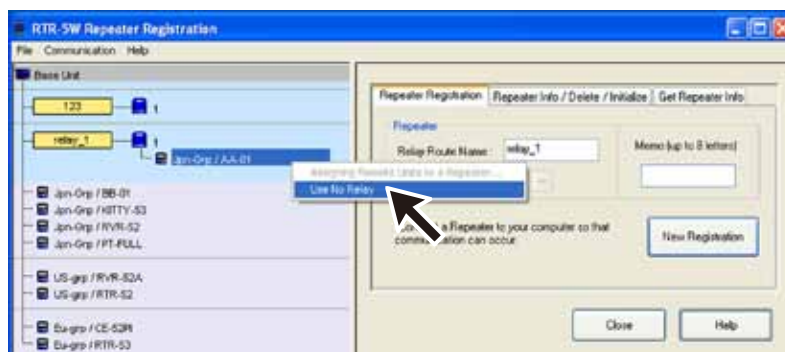 RTR-5W Repeater Registration
File Communication Help
Base Unit
123
1
relay_1
1
Jpn-Grp / AA-01
Jpn-Grp / BB-01
Jpn-Grp / KITTY-53
Jpn-Grp / RVR-52
Jpn-Grp / PT-FULL
US-grp / RVR-52A
US-grp / RTR-52
Eu-grp / CE-52RI
Eu-grp / RTR-53
Repeater Registration Repeater Info / Delete / Initialize Get Repeater Info
Repeater
Relay Route Name : relay_1
Memo (up to 8 letters)
Assigning Remote Units to a Repeater...
Use No Relay
a Repeater to your computer so that
communication can occur
New Registration
Close Help